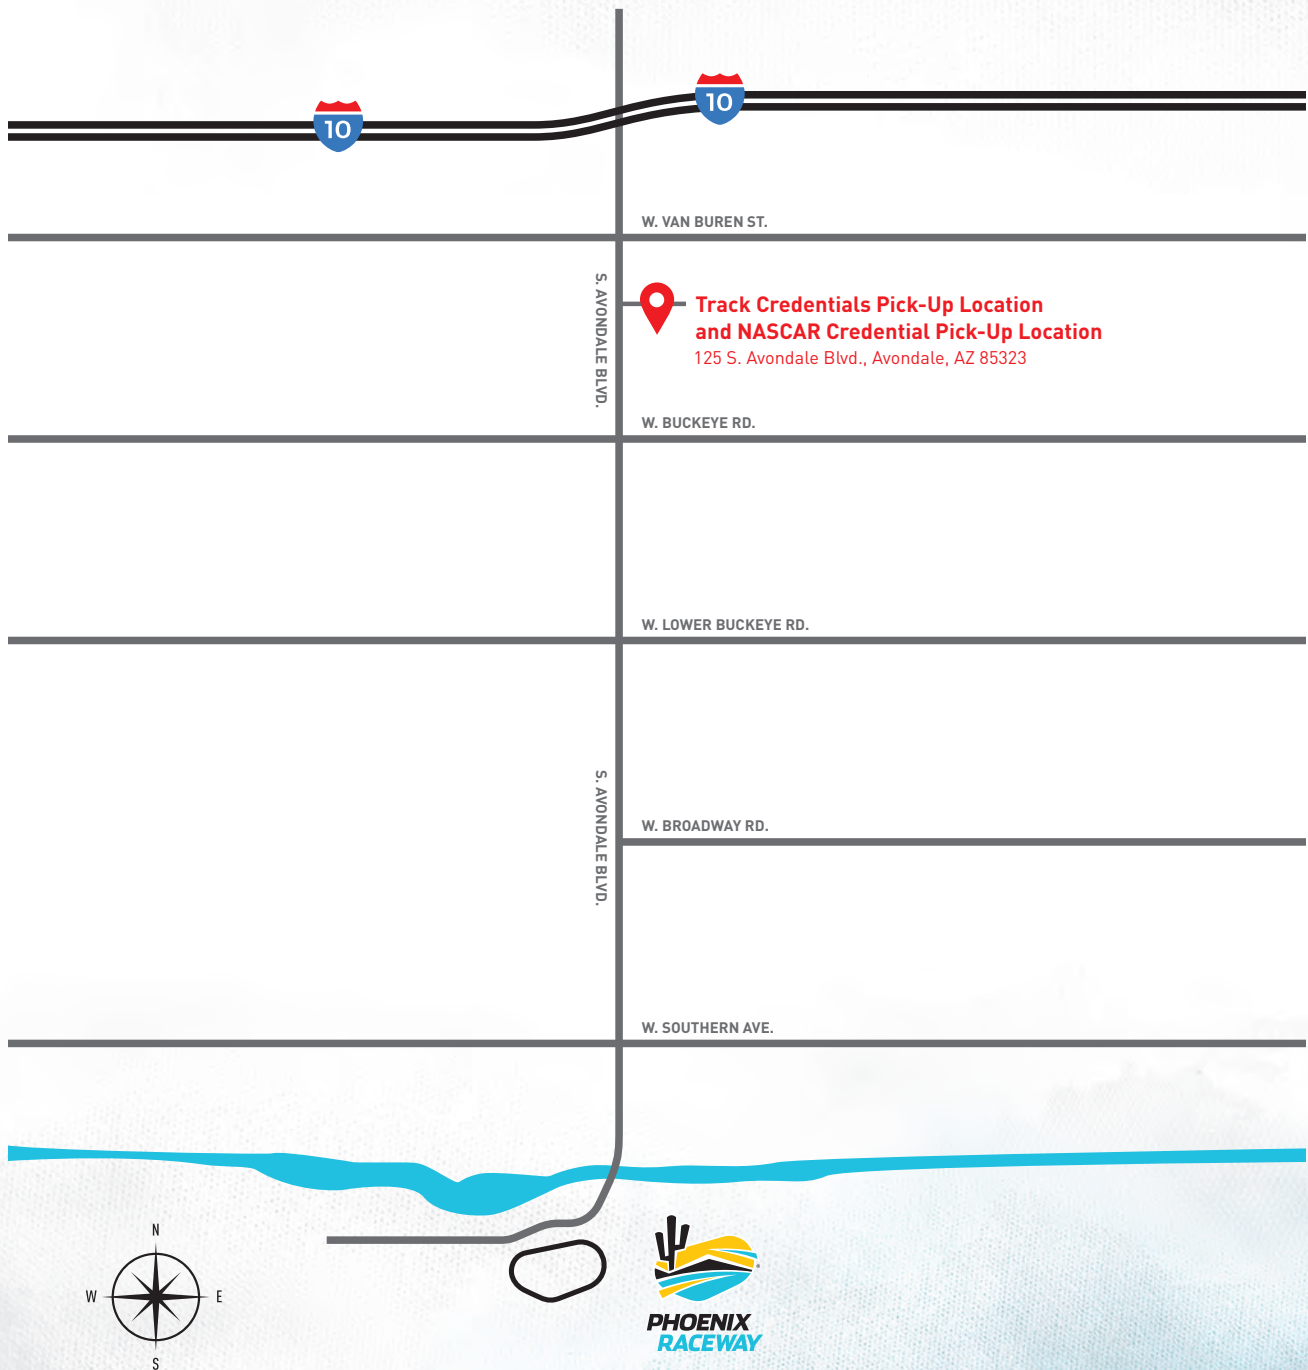 10
10
W. VAN BUREN ST.
S. AVONDALE BLVD.
Track Credentials Pick-Up Location
and NASCAR Credential Pick-Up Location
125 S. Avondale Blvd., Avondale, AZ 85323
W. BUCKEYE RD.
W. LOWER BUCKEYE RD.
S. AVONDALE BLVD.
W. BROADWAY RD.
W. SOUTHERN AVE.
N
W
E
S
PHOENIX
RACEWAY